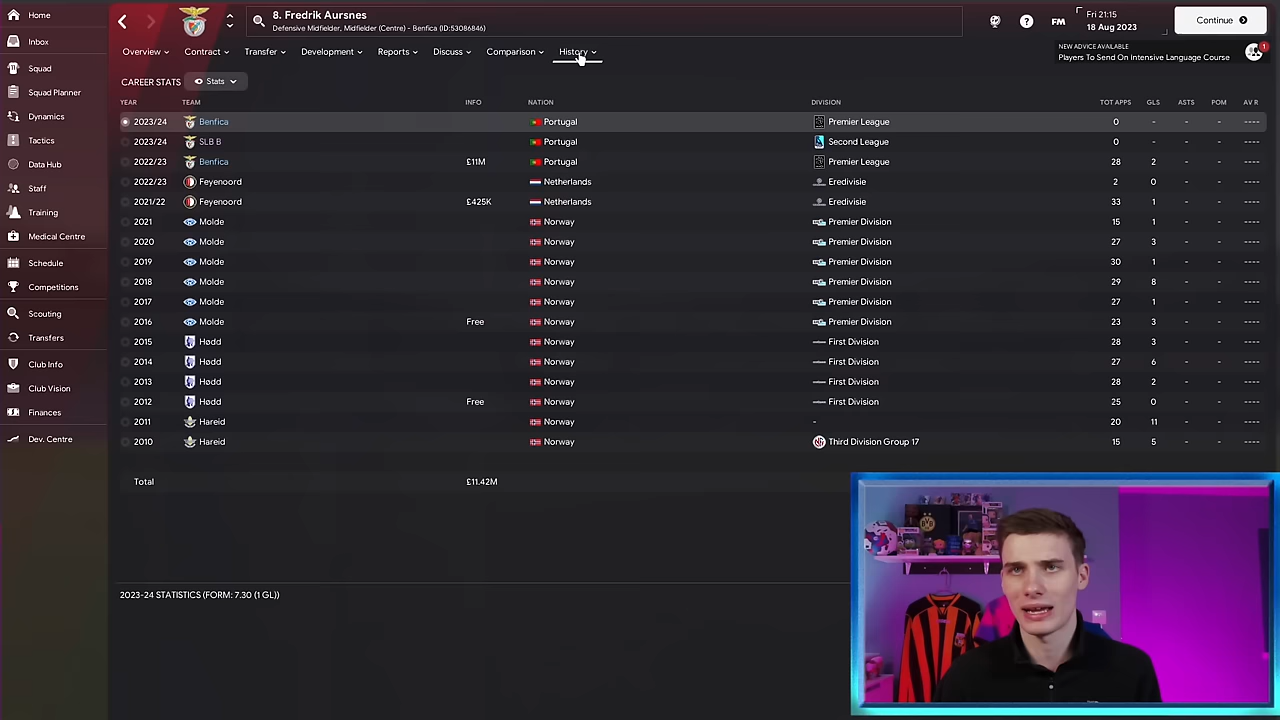 Home
Inbox
Squad
Squad Planner
Dynamics
Tactics
Data Hub
Staff
Training
Medical Centre
Schedule
Competitions
Scouting
Transfers
Club Info
Club Vision
Finances
Dev. Centre
8. Fredrik Aursnes
Defensive Midfielder, Midfielder (Centre) - Benfica (ID:53086846)
? FM
Fri 21:15
18 Aug 2023
Continue
Overview Contract Transfer Development Reports Discuss Comparison History
NEW ADVICE AVAILABLE
Players To Send On Intensive Language Course
1
CAREER STATS Stats
YEAR TEAM INFO NATION DIVISION TOT APPS GLS ASTS POM AV R
2023/24 Benfica Portugal Premier League 0 - - - ----
2023/24 SLB B Portugal Second League 0 - - - ----
2022/23 Benfica £11M Portugal Premier League 28 2 - - ----
2022/23 Feyenoord Netherlands Eredivisie 2 0 - - ----
2021/22 Feyenoord £425K Netherlands Eredivisie 33 1 - - ----
2021 Molde Norway Premier Division 15 1 - - ----
2020 Molde Norway Premier Division 27 3 - - ----
2019 Molde Norway Premier Division 30 1 - - ----
2018 Molde Norway Premier Division 29 8 - - ----
2017 Molde Norway Premier Division 27 1 - - ----
2016 Molde Free Norway Premier Division 23 3 - - ----
2015 Hødd Norway First Division 28 3 - - ----
2014 Hødd Norway First Division 27 6 - - ----
2013 Hødd Norway First Division 28 2 - - ----
2012 Hødd Free Norway First Division 25 0 - - ----
2011 Hareid Norway - 20 11 - - ----
2010 Hareid Norway Third Division Group 17 15 5 - - ----
Total £11.42M
2023-24 STATISTICS (FORM: 7.30 (1 GL))